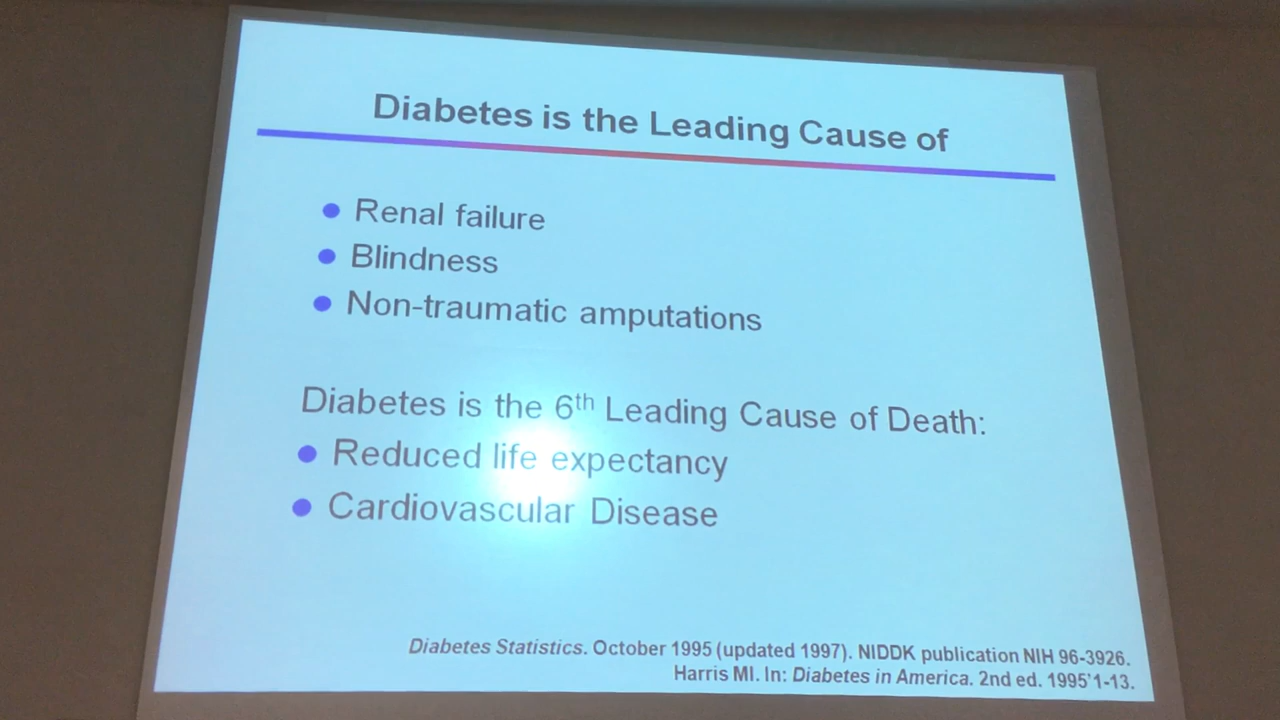 Diabetes is the Leading Cause of
Renal failure
Blindness
Non-traumatic amputations
Diabetes is the 6th Leading Cause of Death:
Reduced life expectancy
Cardiovascular Disease
Diabetes Statistics. October 1995 (updated 1997). NIDDK publication NIH 96-3926.
Harris MI. In: Diabetes in America. 2nd ed. 1995'1-13.